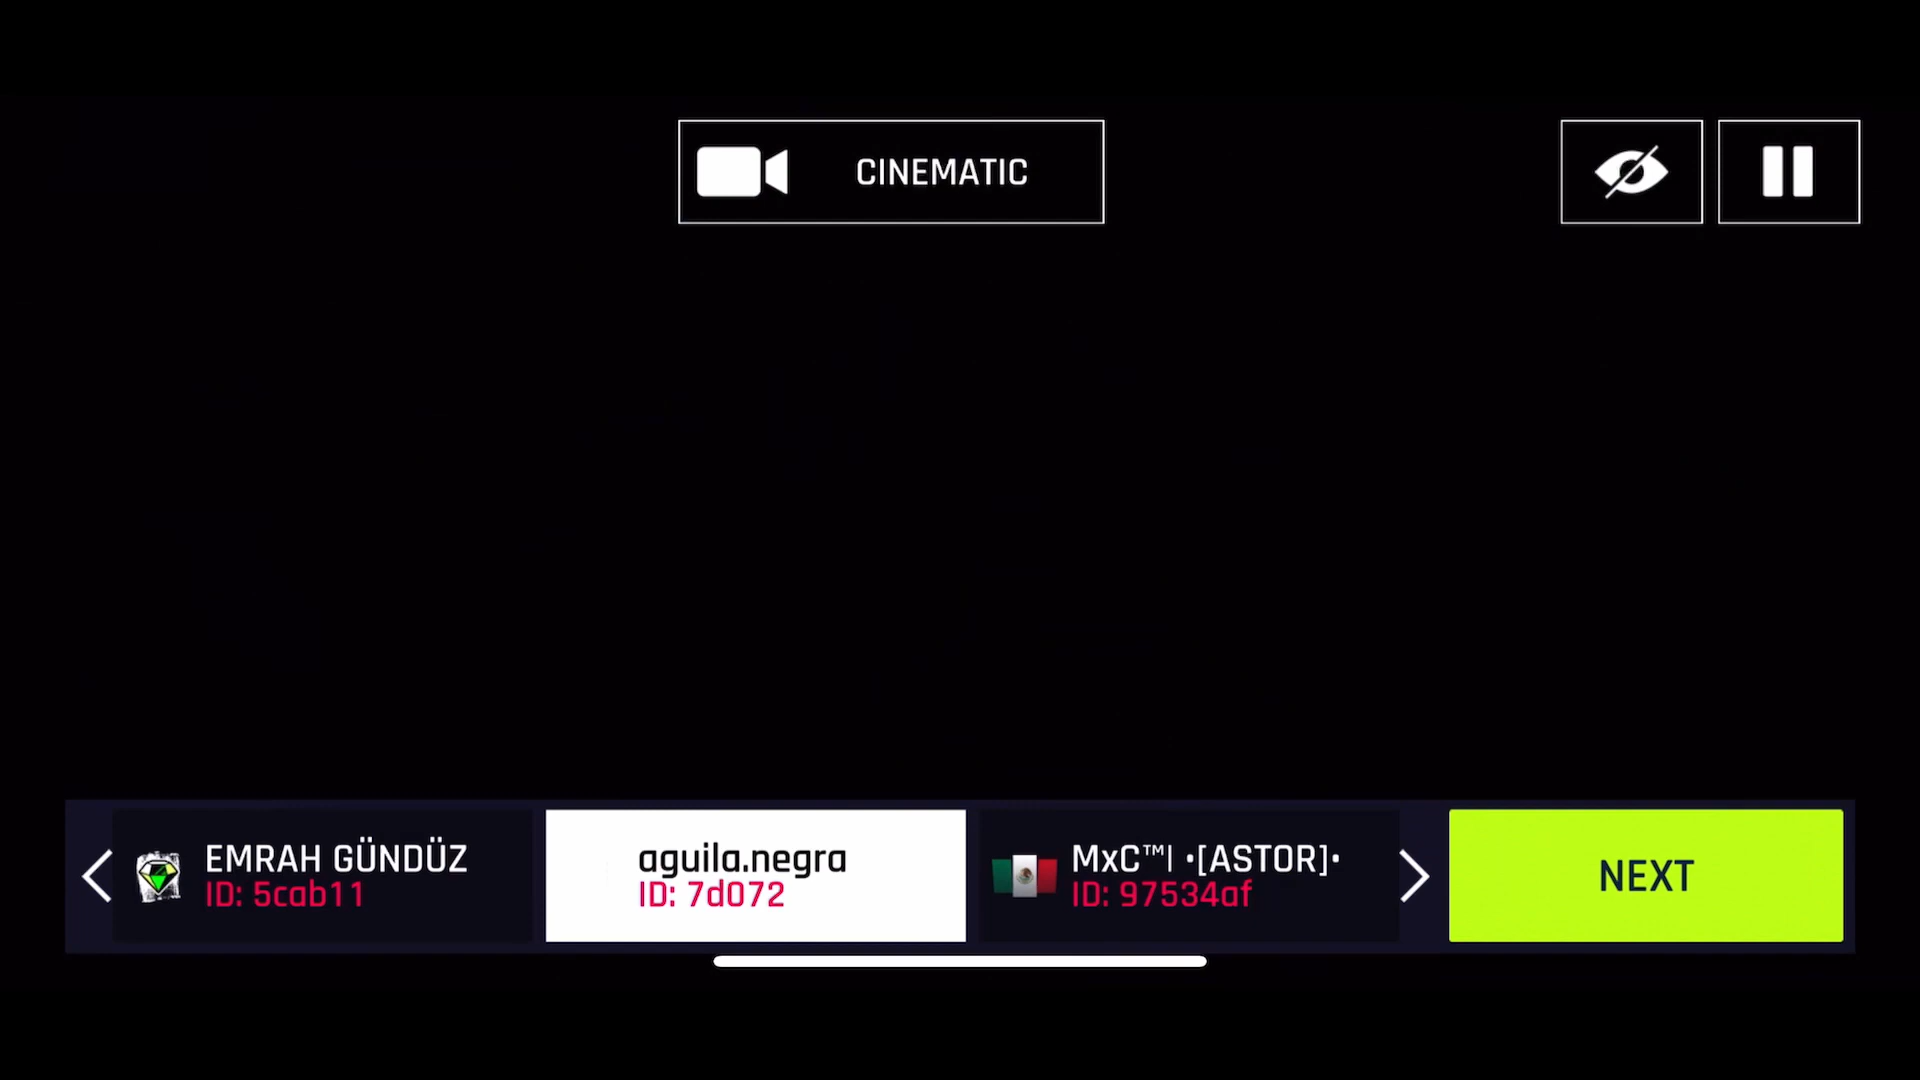 CINEMATIC
EMRAH GÜNDÜZ
ID: 5cab11
aguila.negra
ID: 7d072
MxC™| •[ASTOR]•
ID: 97534af
NEXT